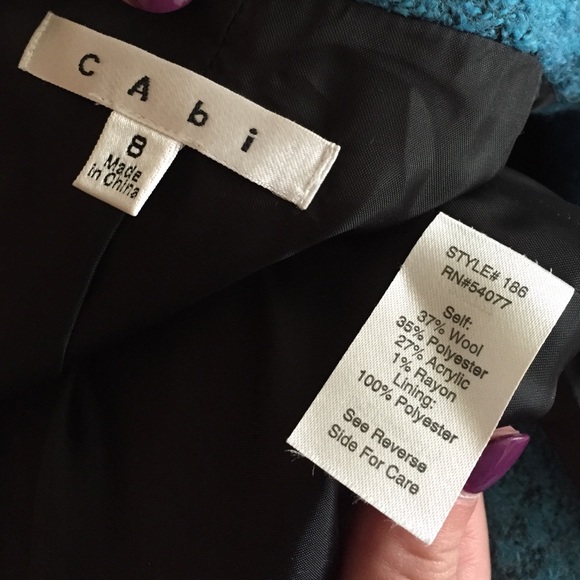 CAbi
8
Made
in China
STYLE# 186
RN#54077
Self:
37% Wool
35% Polyester
27% Acrylic
1% Rayon
Lining:
100% Polyester
See Reverse
Side For Care